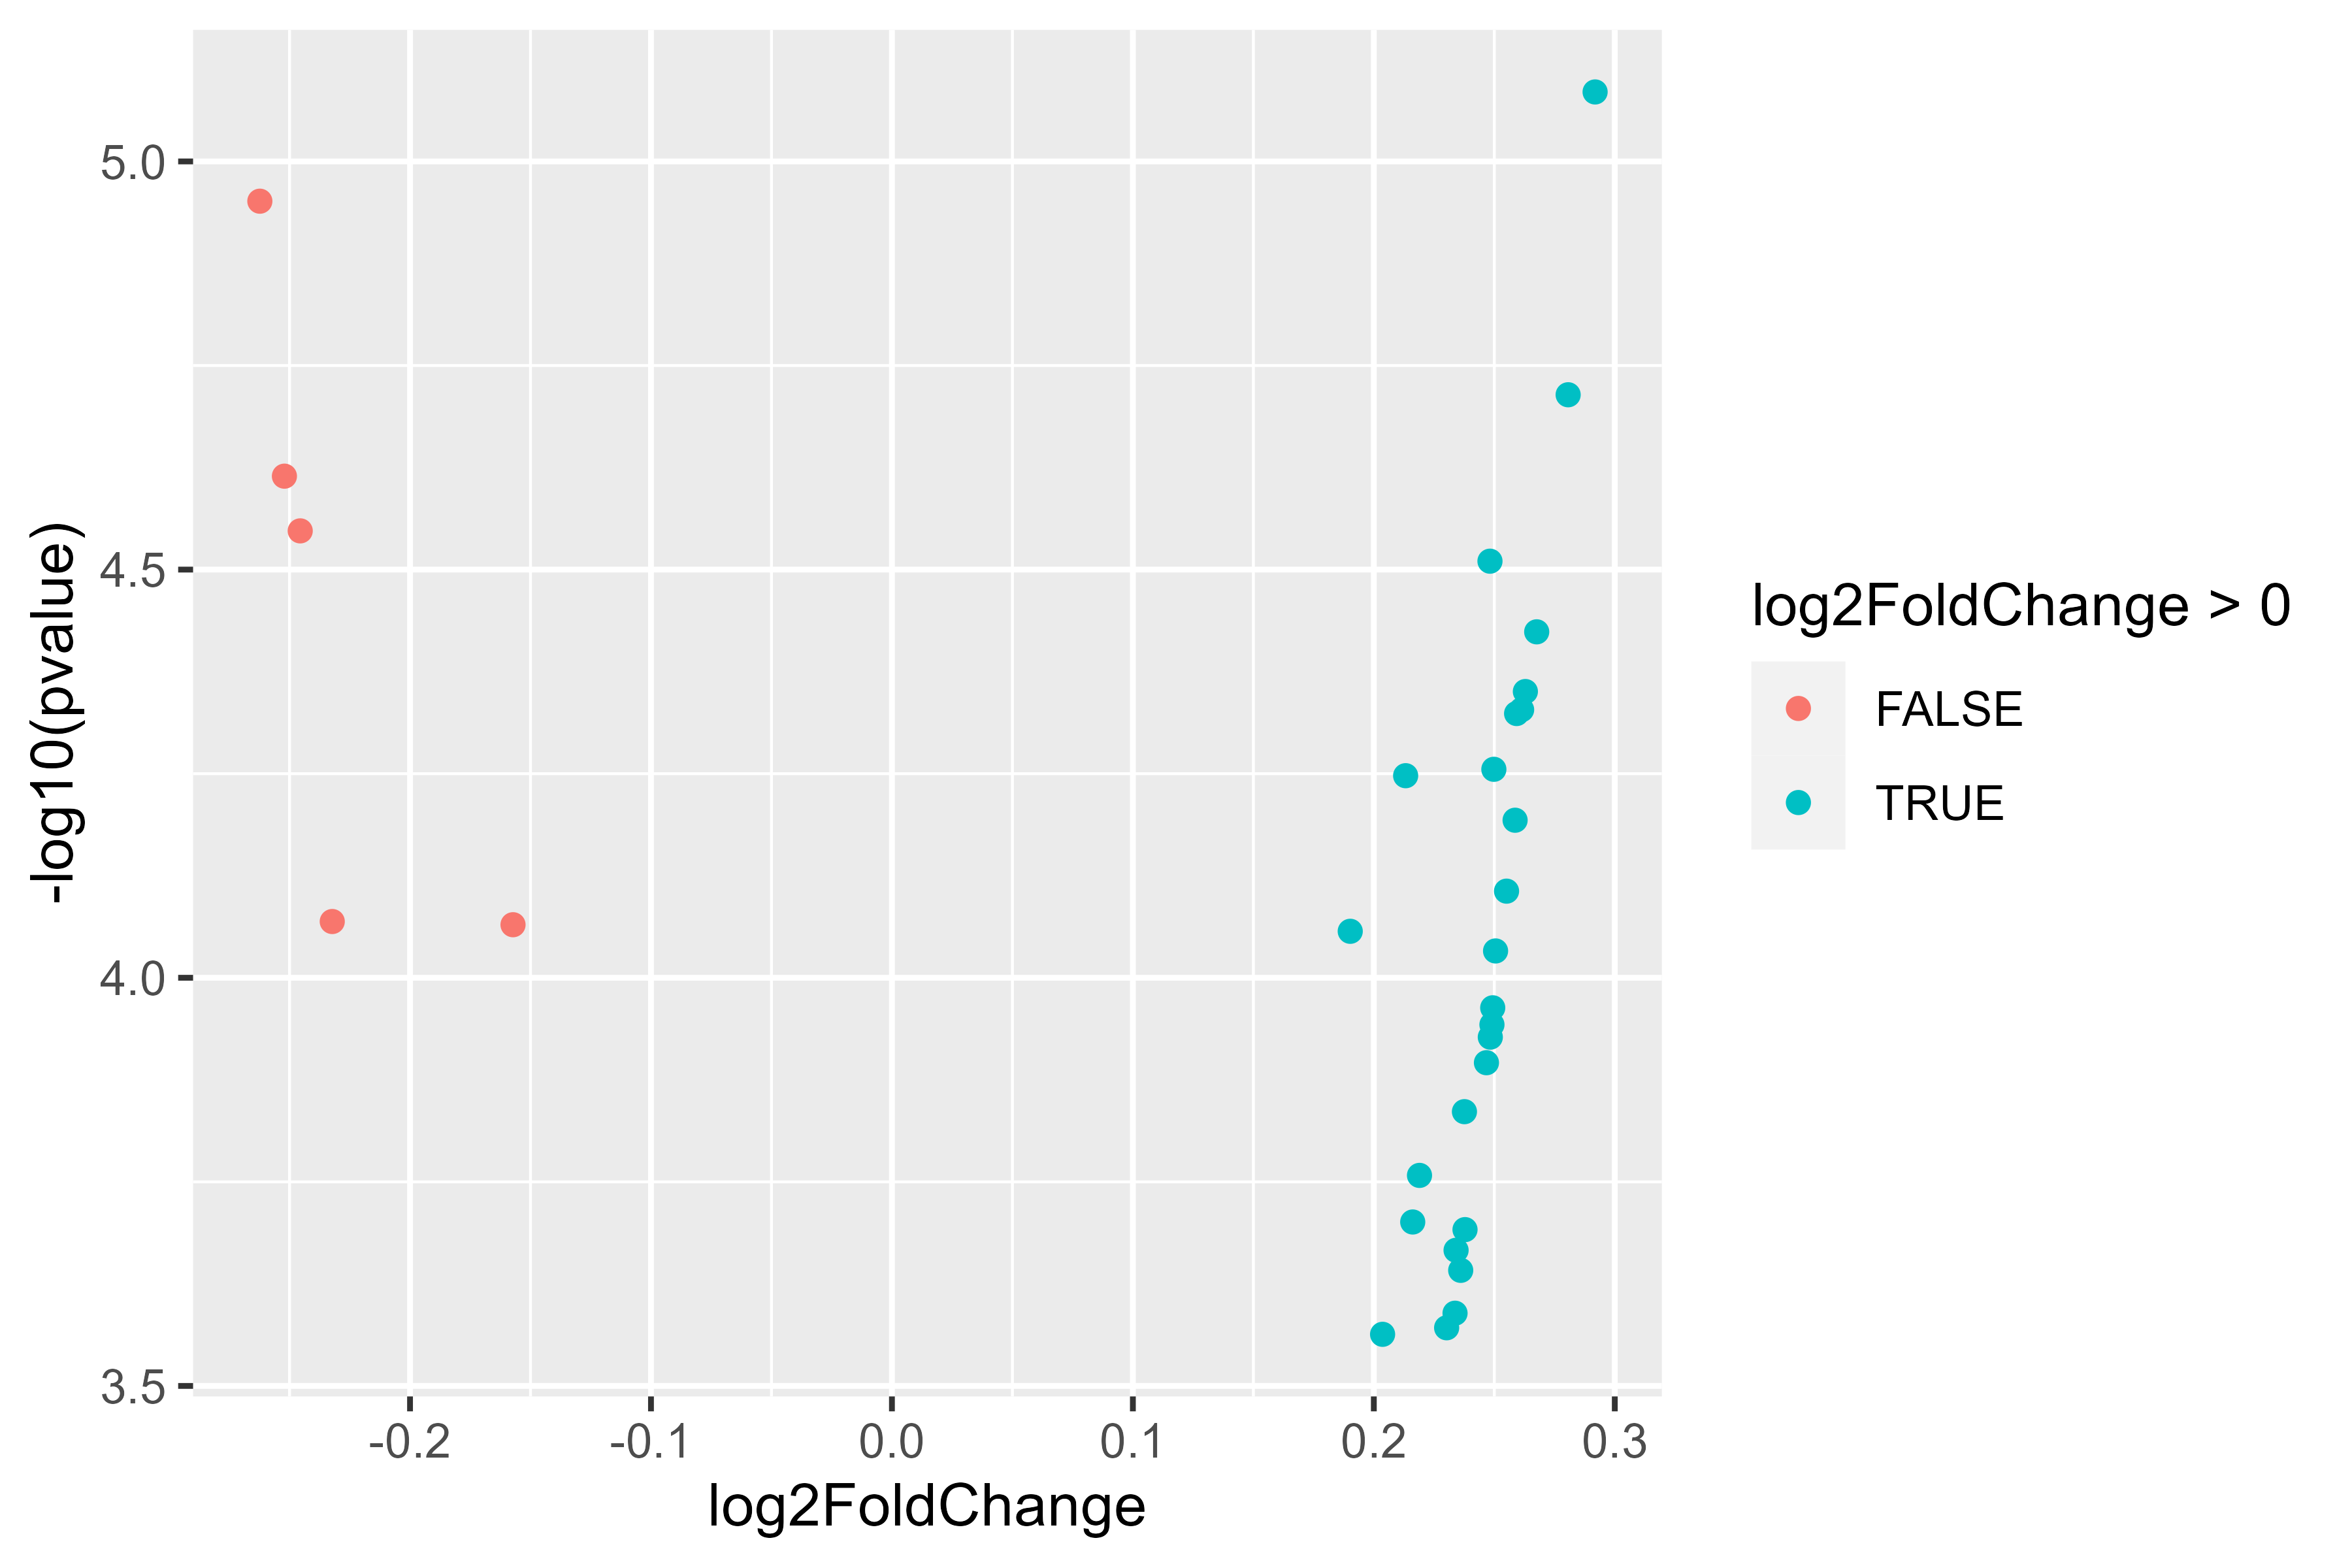 -log10(pvalue)
5.0
4.5
4.0
3.5
-0.2 -0.1 0.0 0.1 0.2 0.3
log2FoldChange
log2FoldChange > 0
FALSE
TRUE